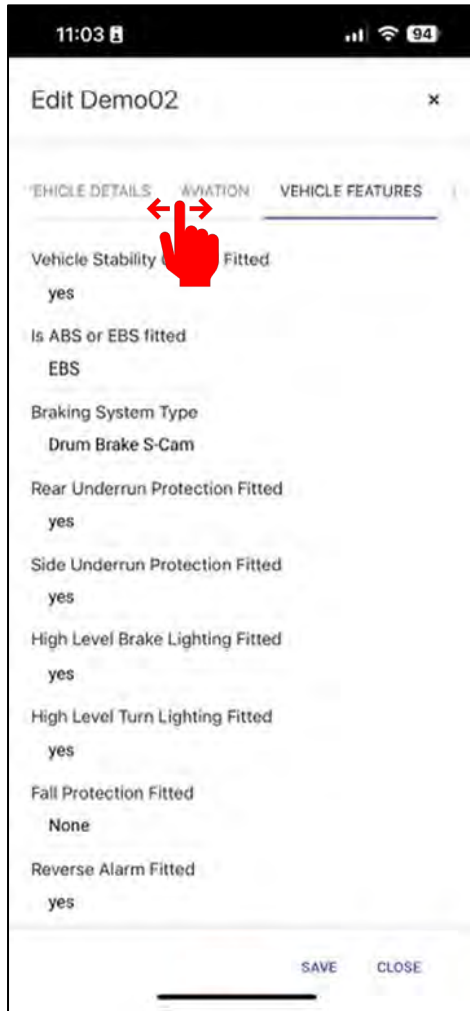 11:03
94
Edit Demo02
×
EHICLE DETAILS AVIATION VEHICLE FEATURES
Vehicle Stability Fitted
yes
Is ABS or EBS fitted
EBS
Braking System Type
Drum Brake S-Cam
Rear Underrun Protection Fitted
yes
Side Underrun Protection Fitted
yes
High Level Brake Lighting Fitted
yes
High Level Turn Lighting Fitted
yes
Fall Protection Fitted
None
Reverse Alarm Fitted
yes
SAVE CLOSE